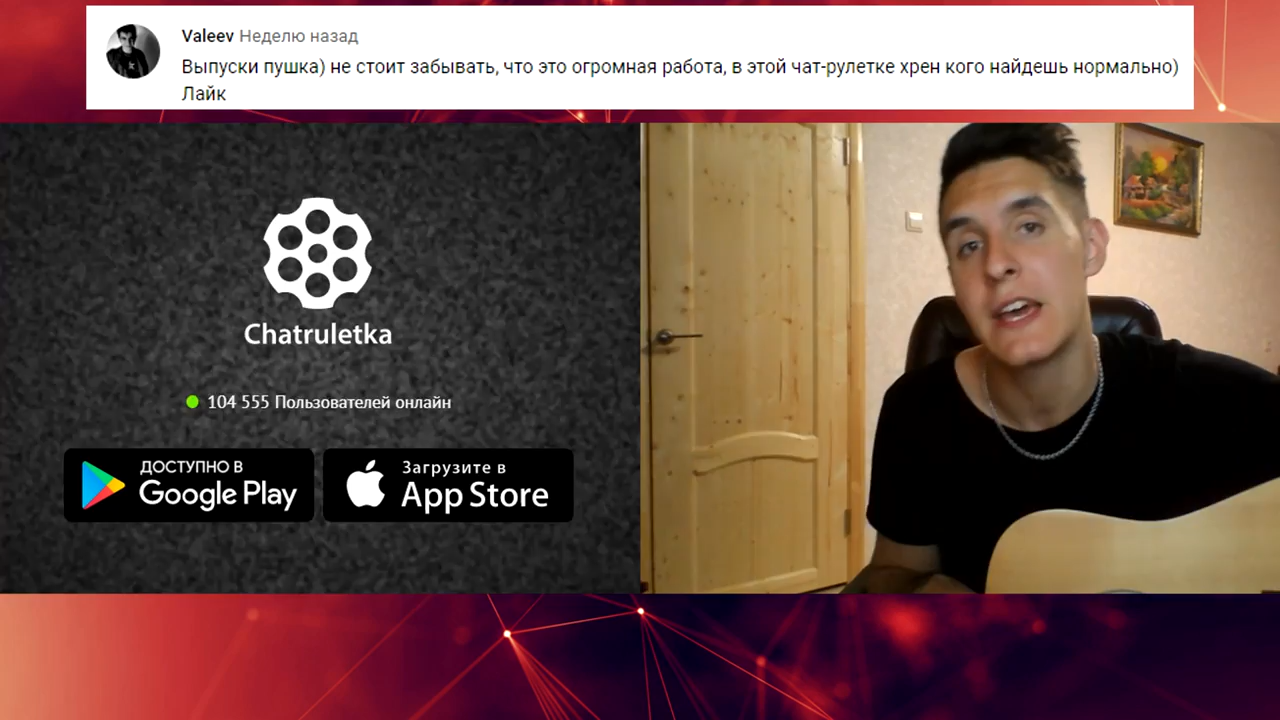 Valeev Неделю назад
Выпуски пушка) не стоит забывать, что это огромная работа, в этой чат-рулетке хрен кого найдешь нормально)
Лайк
Chatruletka
104 555 Пользователей онлайн
ДОСТУПНО В
Google Play
Загрузите в
App Store